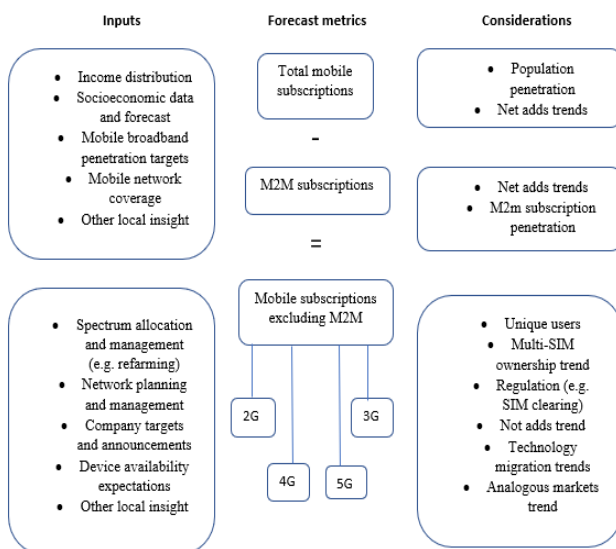 Inputs
Forecast metrics
Considerations
• Income distribution
• Socioeconomic data
and forecast
• Mobile broadband
penetration targets
• Mobile network
coverage
• Other local insight
Total mobile
subscriptions
• Population
penetration
• Net adds trends
-
M2M subscriptions
• Net adds trends
• M2m subscription
penetration
=
Mobile subscriptions
excluding M2M
• Spectrum allocation
and management
(e.g. refarming)
• Network planning
and management
• Company targets
and announcements
• Device availability
expectations
• Other local insight
2G
3G
4G
5G
• Unique users
• Multi-SIM
ownership trend
• Regulation (e.g.
SIM clearing)
• Not adds trend
• Technology
migration trends
• Analogous markets
trend